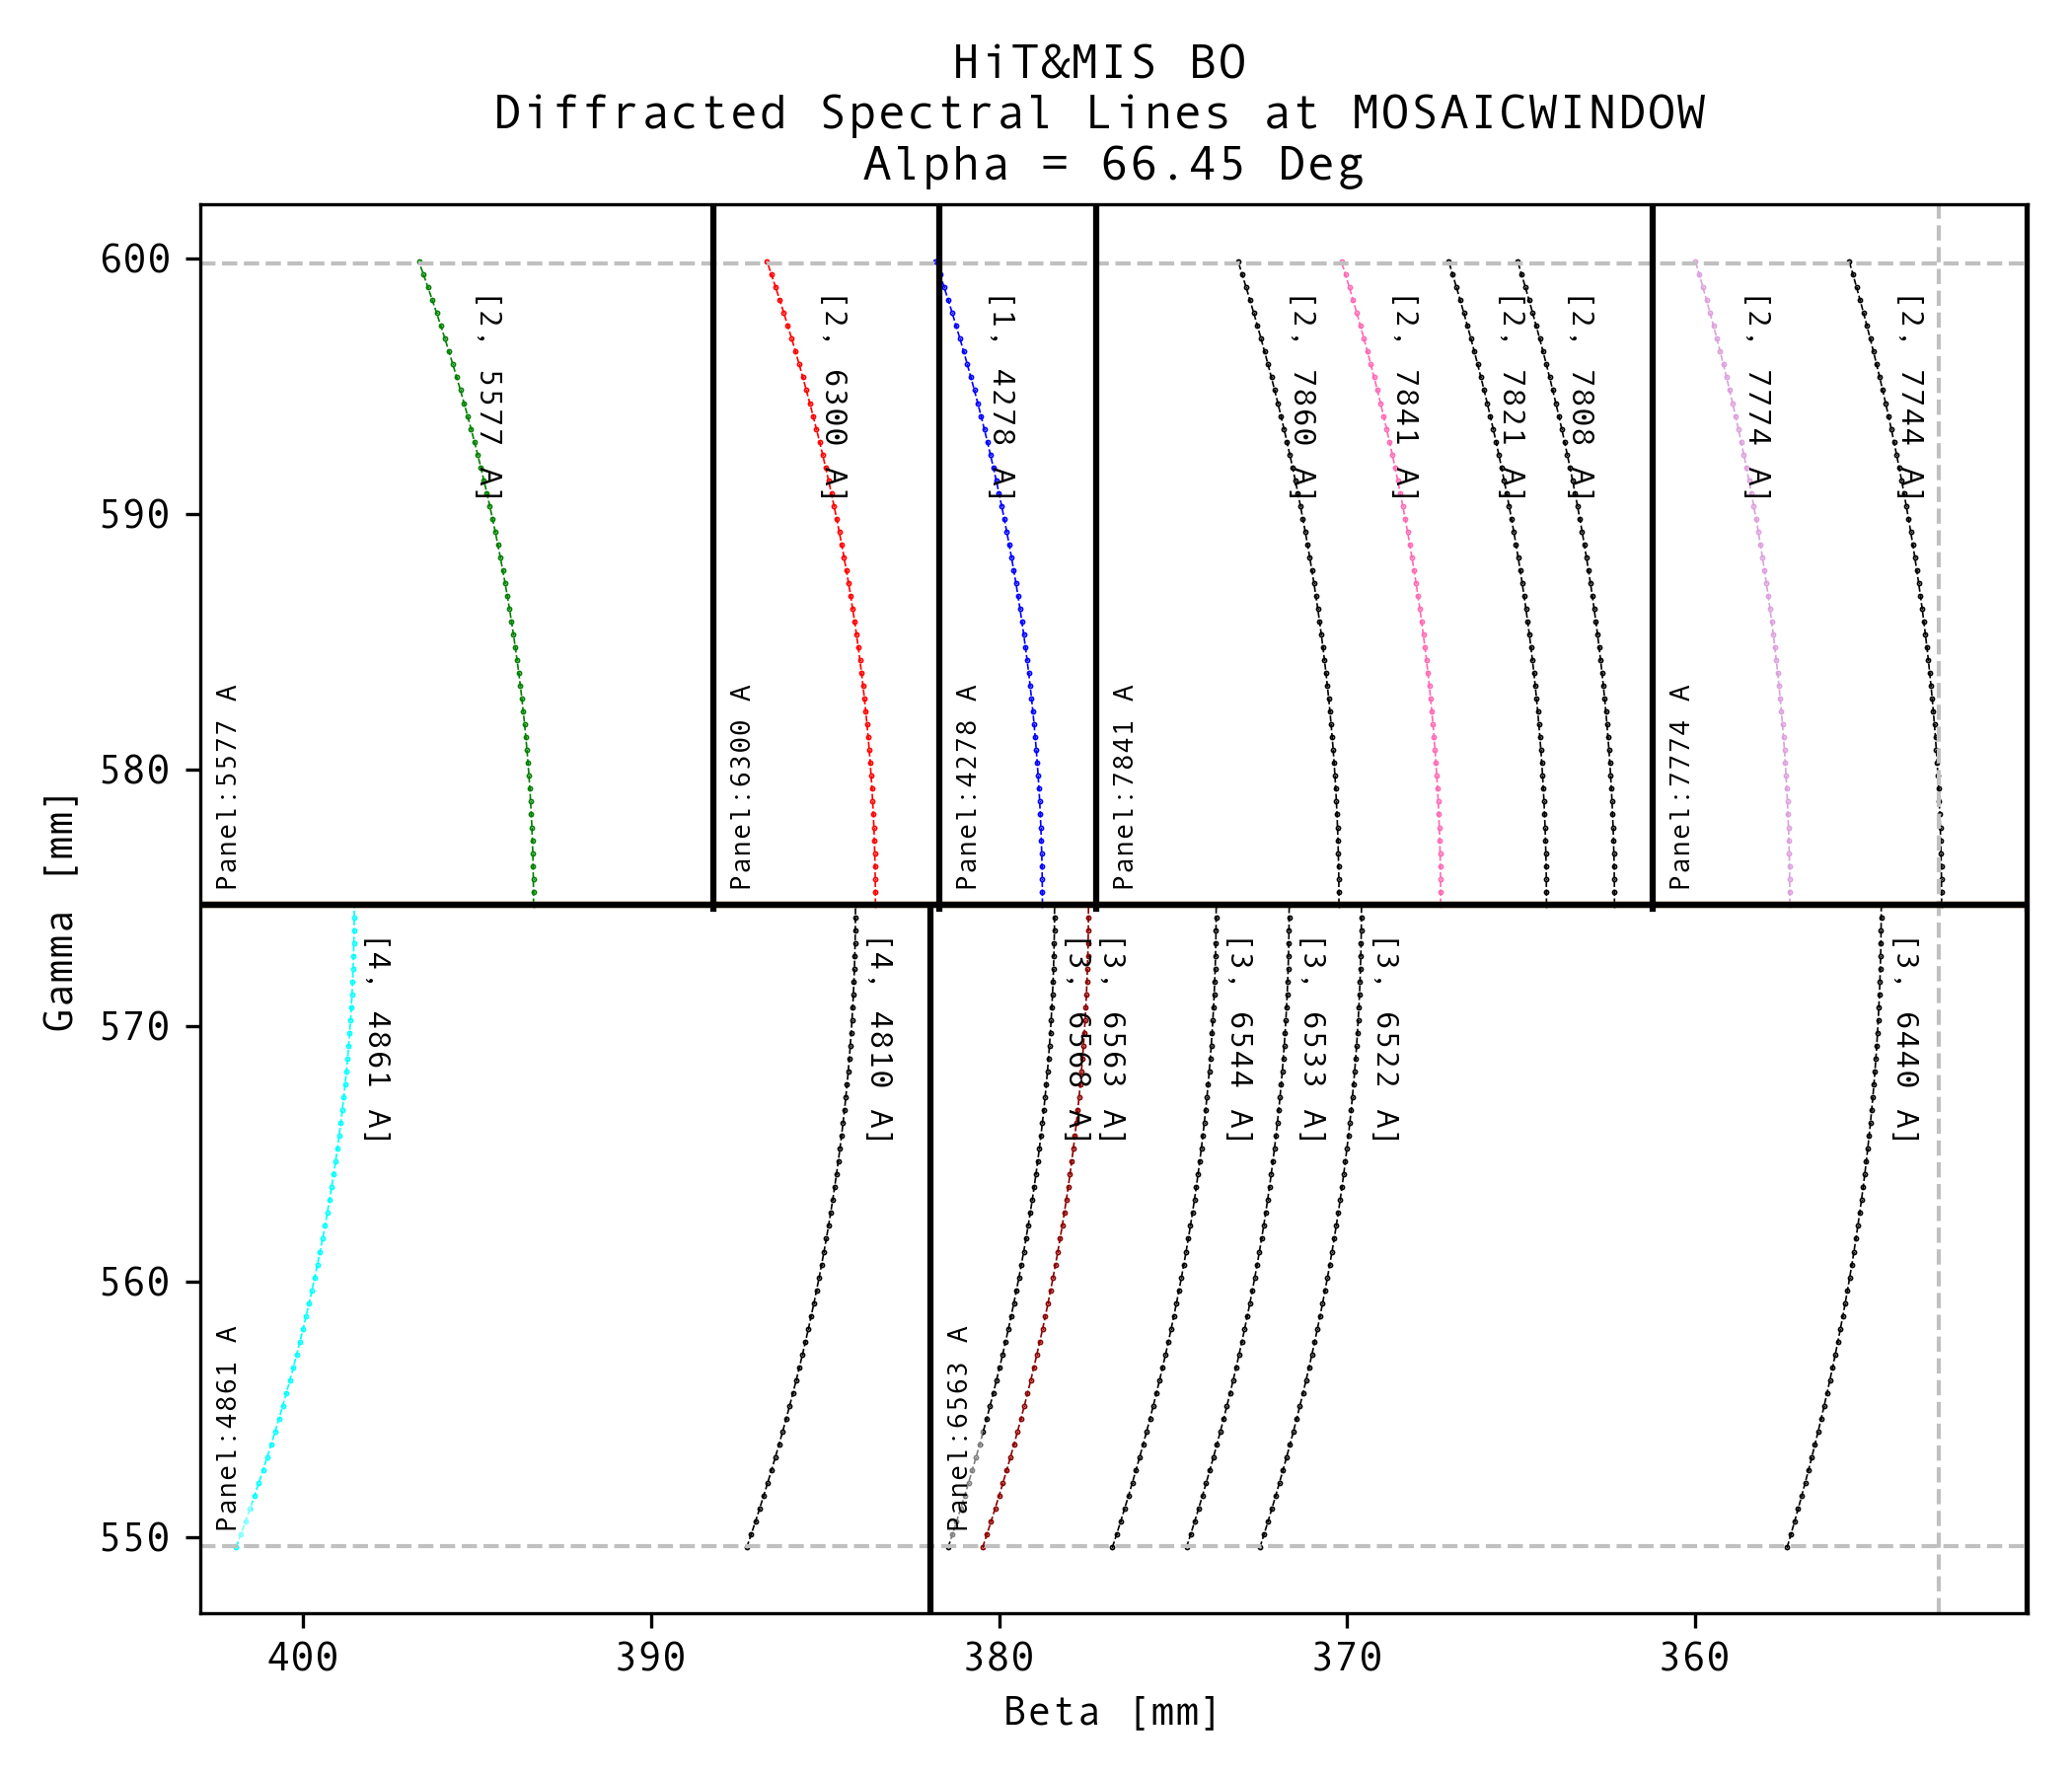 HiT&MIS BO
Diffracted Spectral Lines at MOSAICWINDOW
Alpha = 66.45 Deg
Gamma [mm]
600
590
580
570
560
550
Panel:5577 A
[2, 5577 A]
Panel:6300 A
[2, 6300 A]
Panel:4278 A
[1, 4278 A]
Panel:7841 A
[2, 7860 A]
[2, 7841 A]
[2, 7821 A]
[2, 7808 A]
Panel:7774 A
[2, 7774 A]
[2, 7744 A]
Panel:4861 A
[4, 4861 A]
[4, 4810 A]
Panel:6563 A
[3, 6568 A]
[3, 6563 A]
[3, 6544 A]
[3, 6533 A]
[3, 6522 A]
[3, 6440 A]
400
390
380
370
360
Beta [mm]